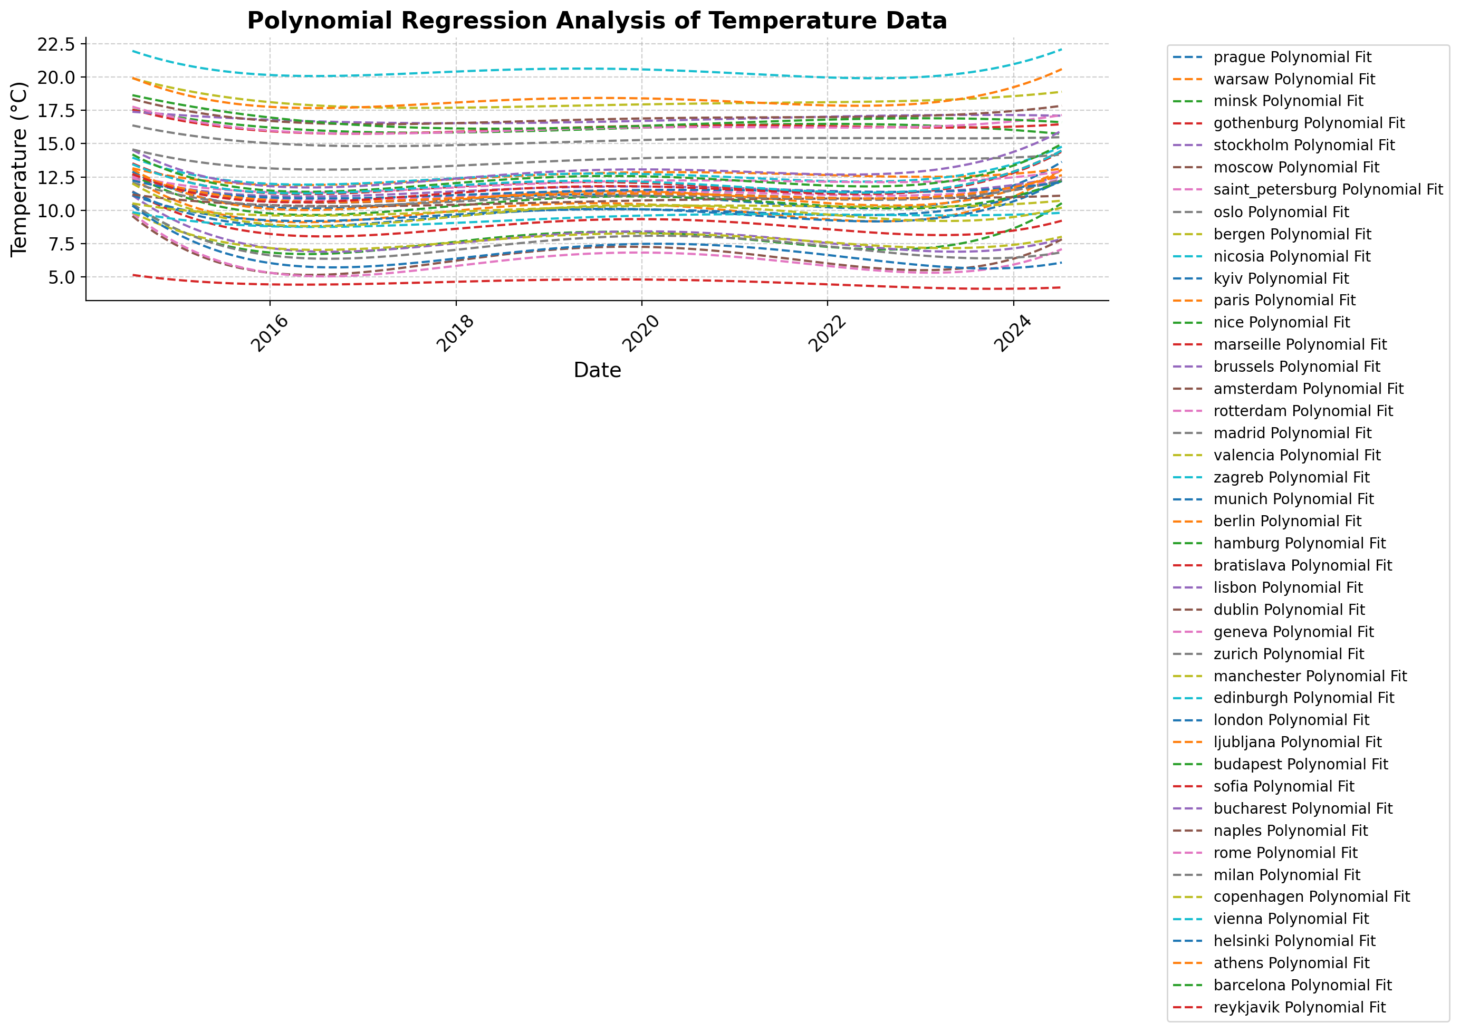 Polynomial Regression Analysis of Temperature Data
Temperature (°C)
22.5
20.0
17.5
15.0
12.5
10.0
7.5
5.0
2016
2018
2020
2022
2024
Date
prague Polynomial Fit
warsaw Polynomial Fit
minsk Polynomial Fit
gothenburg Polynomial Fit
stockholm Polynomial Fit
moscow Polynomial Fit
saint_petersburg Polynomial Fit
oslo Polynomial Fit
bergen Polynomial Fit
nicosia Polynomial Fit
kyiv Polynomial Fit
paris Polynomial Fit
nice Polynomial Fit
marseille Polynomial Fit
brussels Polynomial Fit
amsterdam Polynomial Fit
rotterdam Polynomial Fit
madrid Polynomial Fit
valencia Polynomial Fit
zagreb Polynomial Fit
munich Polynomial Fit
berlin Polynomial Fit
hamburg Polynomial Fit
bratislava Polynomial Fit
lisbon Polynomial Fit
dublin Polynomial Fit
geneva Polynomial Fit
zurich Polynomial Fit
manchester Polynomial Fit
edinburgh Polynomial Fit
london Polynomial Fit
ljubljana Polynomial Fit
budapest Polynomial Fit
sofia Polynomial Fit
bucharest Polynomial Fit
naples Polynomial Fit
rome Polynomial Fit
milan Polynomial Fit
copenhagen Polynomial Fit
vienna Polynomial Fit
helsinki Polynomial Fit
athens Polynomial Fit
barcelona Polynomial Fit
reykjavik Polynomial Fit